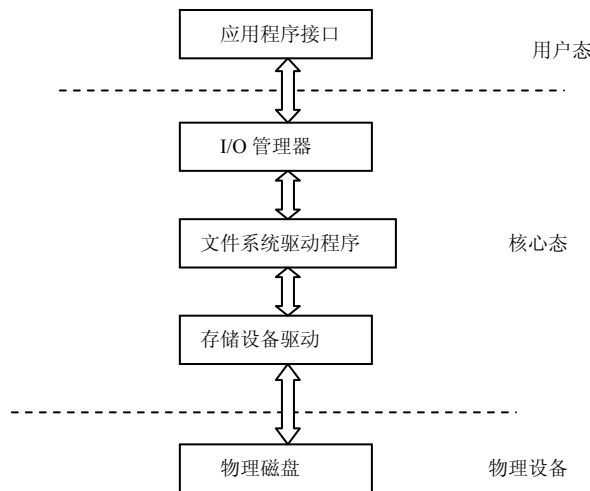 应用程序接口
用户态
I/O 管理器
文件系统驱动程序
核心态
存储设备驱动
物理磁盘
物理设备